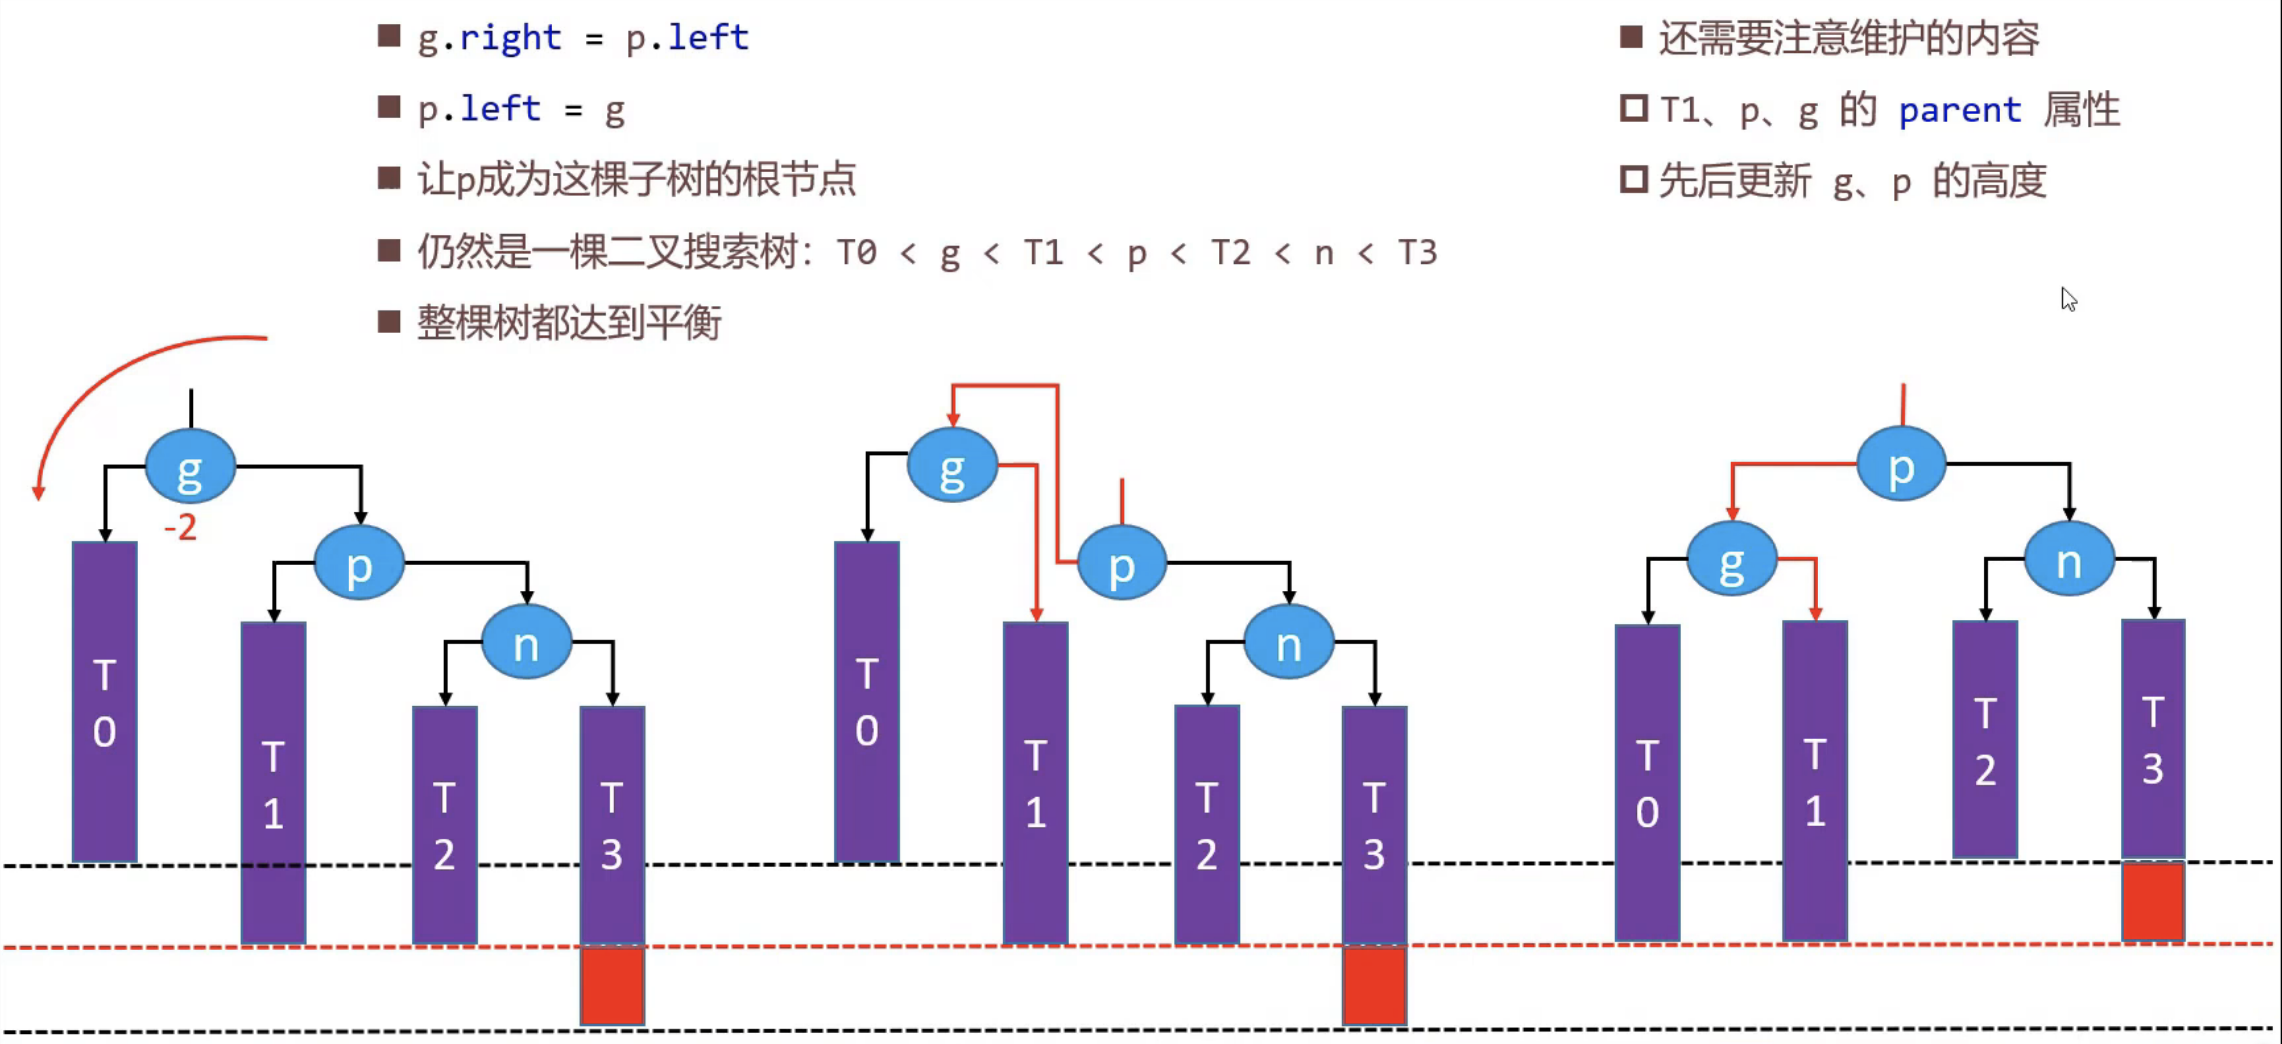 g.right = p.left
p.left = g
让p成为这棵子树的根节点
仍然是一棵二叉搜索树：T0 < g < T1 < p < T2 < n < T3
整棵树都达到平衡
还需要注意维护的内容
T1、p、g 的 parent 属性
先后更新 g、p 的高度
g
-2
p
n
T0
T1
T2
T3
g
p
n
T0
T1
T2
T3
p
g
n
T0
T1
T2
T3